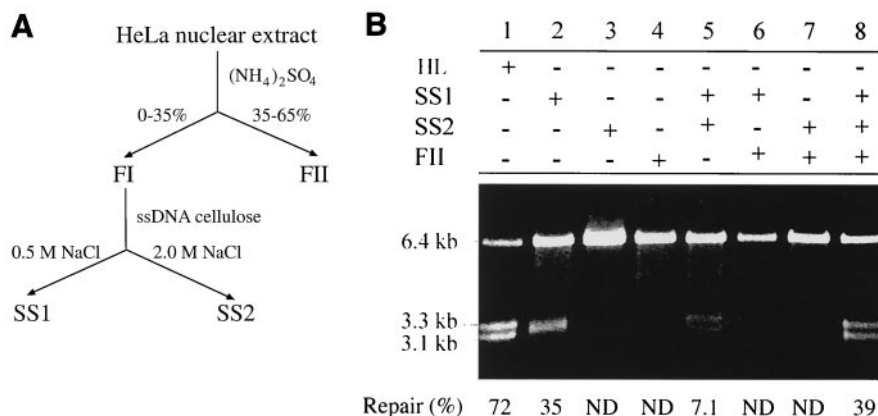 A
HeLa nuclear extract
(NH4)2SO4
0-35% 35-65%
FI FII
ssDNA cellulose
0.5 M NaCl 2.0 M NaCl
SS1 SS2
B
1 2 3 4 5 6 7 8
HL + - - - - - - -
SS1 - + - - + + - +
SS2 - - + - + - + +
FII - - - + - + + +
6.4 kb
3.3 kb
3.1 kb
Repair (%) 72 35 ND ND 7.1 ND ND 39